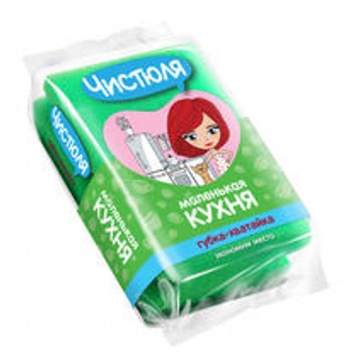 Чистюля
маленькая
КУХНЯ
губка-хватайка
экономим место
Чистюля
маленькая
КУХНЯ